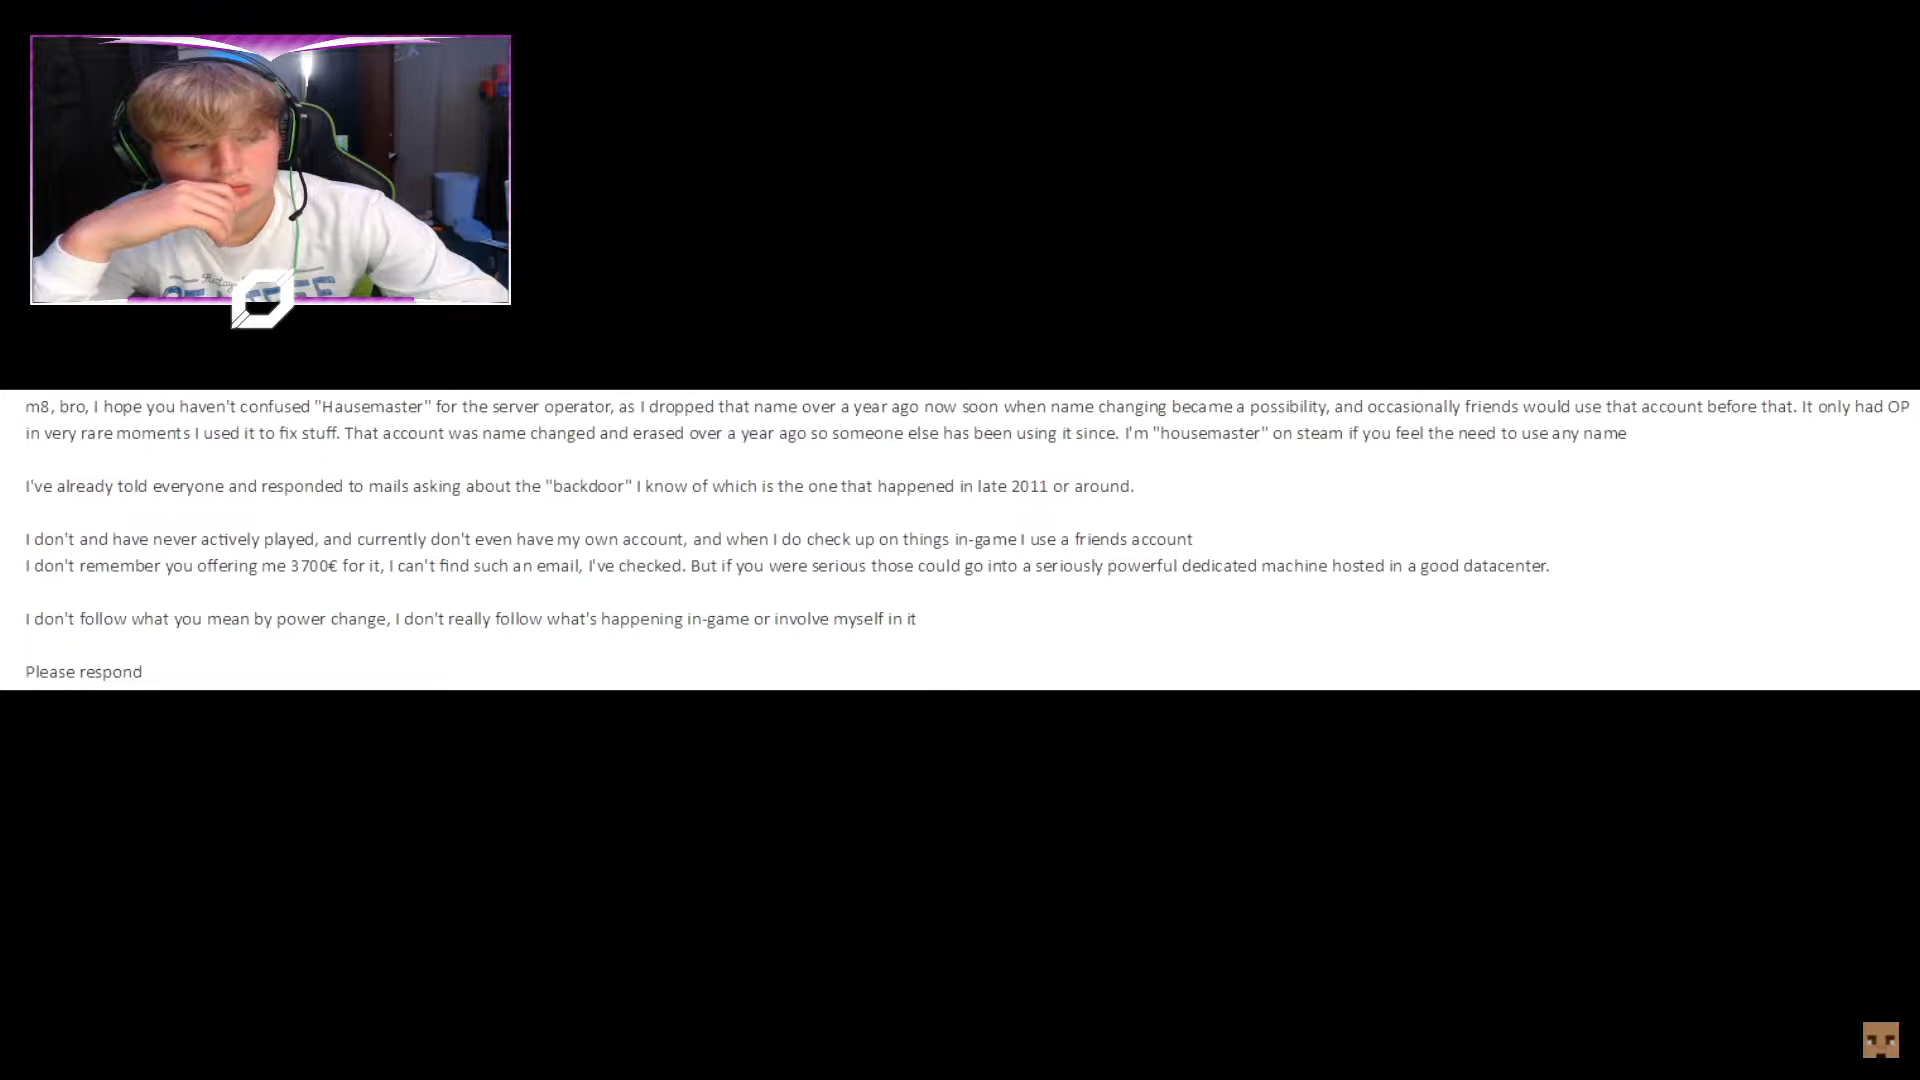 m8, bro, I hope you haven't confused "Hausemaster" for the server operator, as I dropped that name over a year ago now soon when name changing became a possibility, and occasionally friends would use that account before that. It only had OP
in very rare moments I used it to fix stuff. That account was name changed and erased over a year ago so someone else has been using it since. I'm "housemaster" on steam if you feel the need to use any name
I've already told everyone and responded to mails asking about the "backdoor" I know of which is the one that happened in late 2011 or around.
I don't and have never actively played, and currently don't even have my own account, and when I do check up on things in-game I use a friends account
I don't remember you offering me 3700€ for it, I can't find such an email, I've checked. But if you were serious those could go into a seriously powerful dedicated machine hosted in a good datacenter.
I don't follow what you mean by power change, I don't really follow what's happening in-game or involve myself in it
Please respond